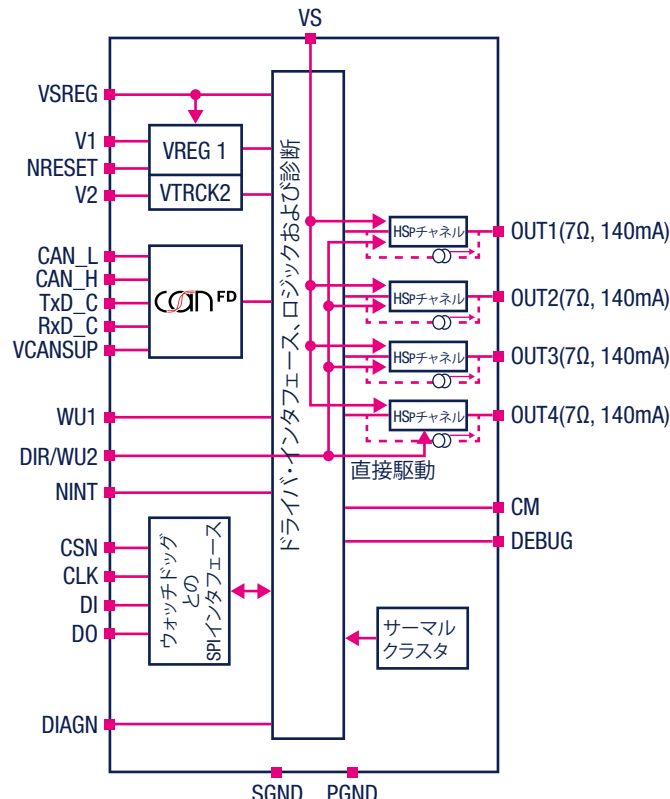 VS
VSREG
V1
NRESET
V2
VREG 1
VTRCK2
CAN_L
CAN_H
TxD_C
RxD_C
VCANSUP
can FD
WU1
DIR/WU2
NINT
CSN
CLK
DI
DO
ウォッチドッグ
との
SPIインタフェース
DIAGN
ドライバ・インタフェース、ロジックおよび診断
HSPチャネル
OUT1(7Ω, 140mA)
HSPチャネル
OUT2(7Ω, 140mA)
HSPチャネル
OUT3(7Ω, 140mA)
HSPチャネル
OUT4(7Ω, 140mA)
直接駆動
CM
DEBUG
サーマル
クラスタ
SGND
PGND